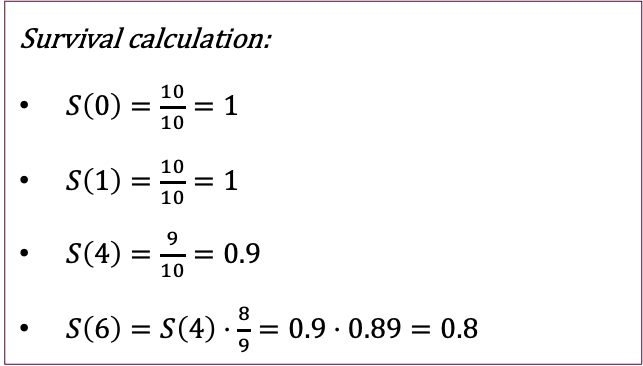 Survival calculation:
• S(0) = 10/10 = 1
• S(1) = 10/10 = 1
• S(4) = 9/10 = 0.9
• S(6) = S(4) · 8/9 = 0.9 · 0.89 = 0.8